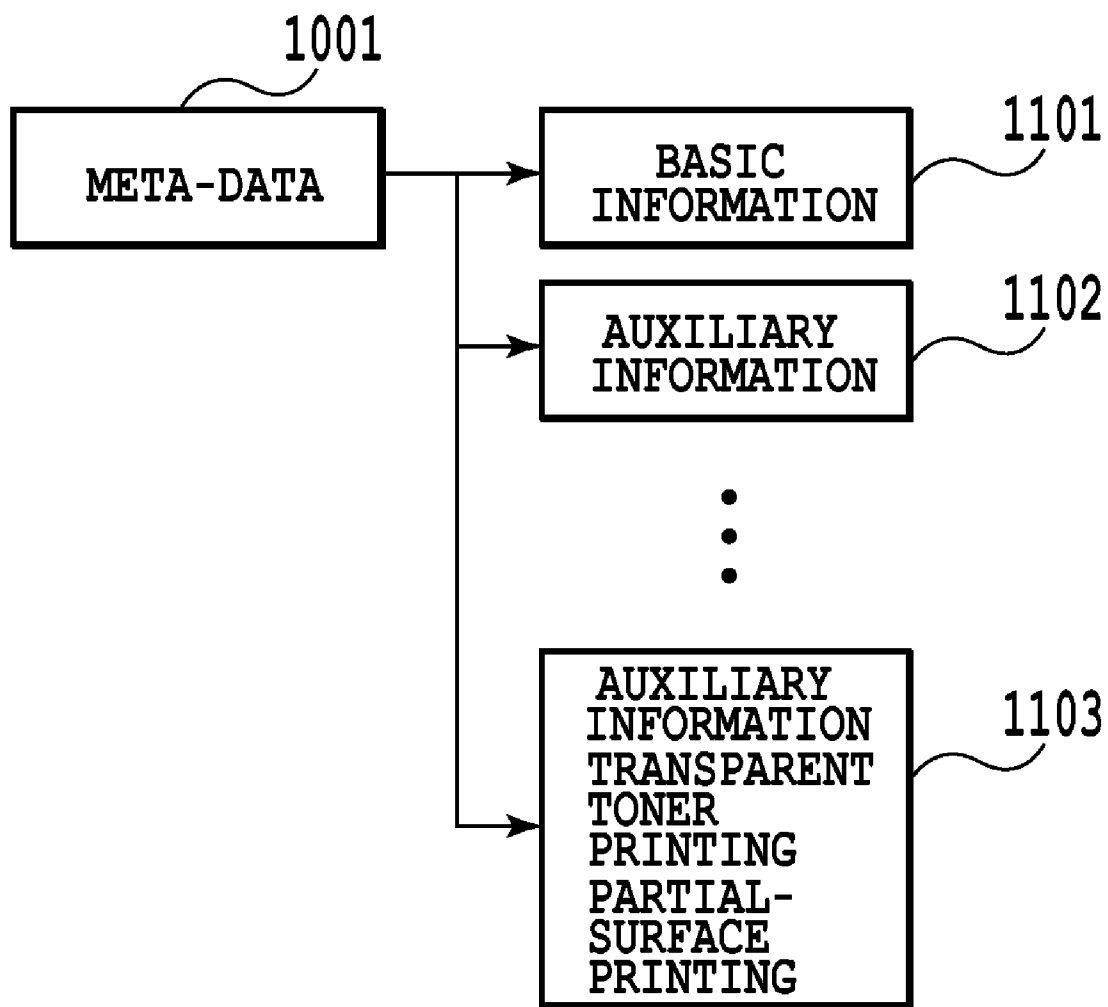 1001
META-DATA
1101
BASIC
INFORMATION
1102
AUXILIARY
INFORMATION
1103
AUXILIARY
INFORMATION
TRANSPARENT
TONER
PRINTING
PARTIAL-
SURFACE
PRINTING